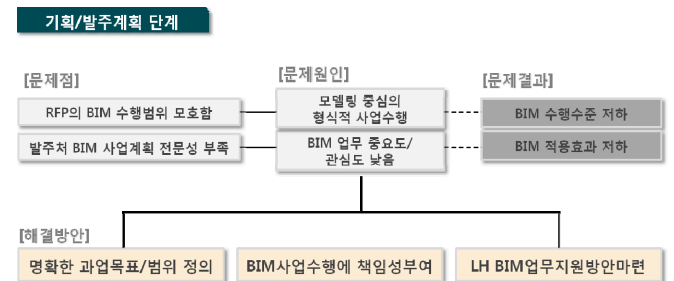 기획/발주계획 단계
[문제점]
[문제원인]
[문제결과]
RFP의 BIM 수행범위 모호함
모델링 중심의
형식적 사업수행
BIM 수행수준 저하
발주처 BIM 사업계획 전문성 부족
BIM 업무 중요도/
관심도 낮음
BIM 적용효과 저하
[해결방안]
명확한 과업목표/범위 정의
BIM사업수행에 책임성부여
LH BIM업무지원방안마련